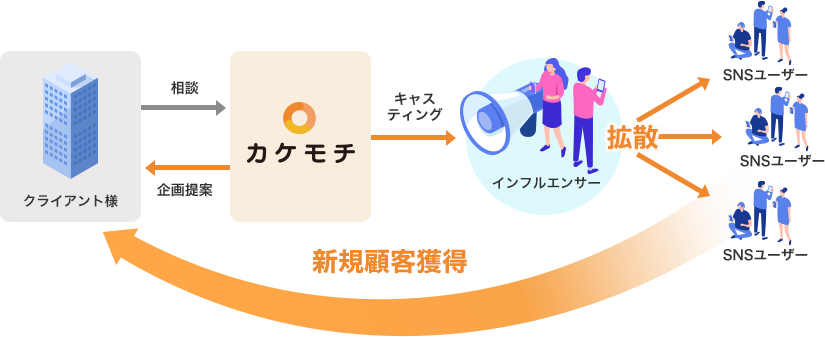 相談
カケモチ
企画提案
クライアント様
キャス
ティング
インフルエンサー
拡散
SNSユーザー
SNSユーザー
SNSユーザー
新規顧客獲得